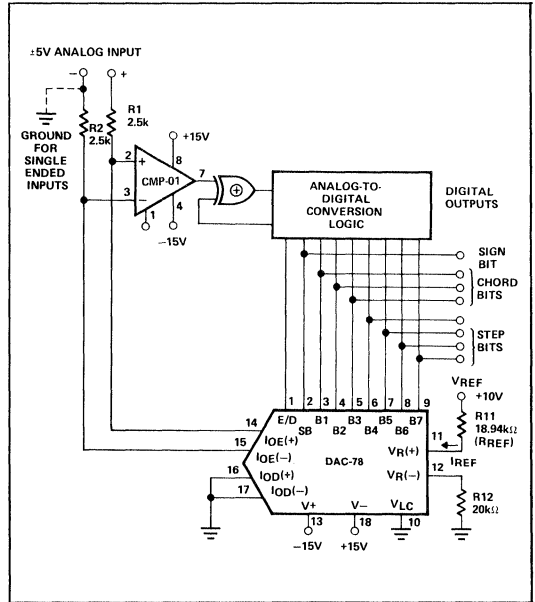 ±5V ANALOG INPUT
− +
R1
2.5k
R2
2.5k
GROUND
FOR
SINGLE
ENDED
INPUTS
+15V
2 + 8
CMP-01
7
3 −
1 4
−15V
+
ANALOG-TO-
DIGITAL
CONVERSION
LOGIC
DIGITAL
OUTPUTS
SIGN
BIT
CHORD
BITS
STEP
BITS
1 2 3 4 5 6 7 8 9
E/D SB B1 B2 B3 B4 B5 B6 B7
VREF
+10V
R11
18.94kΩ
(RREF)
14 IOE(+)
15 IOE(−)
16 IOD(+)
17 IOD(−)
DAC-78
VR(+) 11
IREF
VR(−) 12
R12
20kΩ
V+ V− VLC
13 18 10
−15V +15V